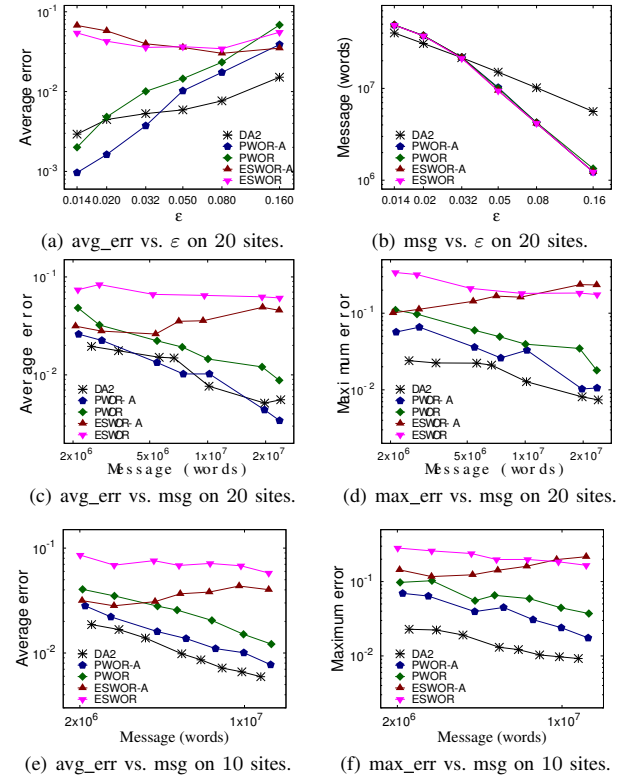 10^-1
10^-2
10^-3
Average error
DA2
PWOR-A
PWOR
ESWOR-A
ESWOR
0.014 0.020 0.032 0.050 0.080 0.160
ε
(a) avg_err vs. ε on 20 sites.
10^7
10^6
Message (words)
DA2
PWOR-A
PWOR
ESWOR-A
ESWOR
0.014 0.02 0.032 0.05 0.08 0.16
ε
(b) msg vs. ε on 20 sites.
10^-1
10^-2
Average error
DA2
PWOR-A
PWOR
ESWOR-A
ESWOR
2x10^6 5x10^6 1x10^7 2x10^7
Message (words)
(c) avg_err vs. msg on 20 sites.
10^-1
10^-2
Maximum error
DA2
PWOR-A
PWOR
ESWOR-A
ESWOR
2x10^6 5x10^6 1x10^7 2x10^7
Message (words)
(d) max_err vs. msg on 20 sites.
10^-1
10^-2
Average error
DA2
PWOR-A
PWOR
ESWOR-A
ESWOR
2x10^6 1x10^7
Message (words)
(e) avg_err vs. msg on 10 sites.
10^-1
10^-2
Maximum error
DA2
PWOR-A
PWOR
ESWOR-A
ESWOR
2x10^6 1x10^7
Message (words)
(f) max_err vs. msg on 10 sites.